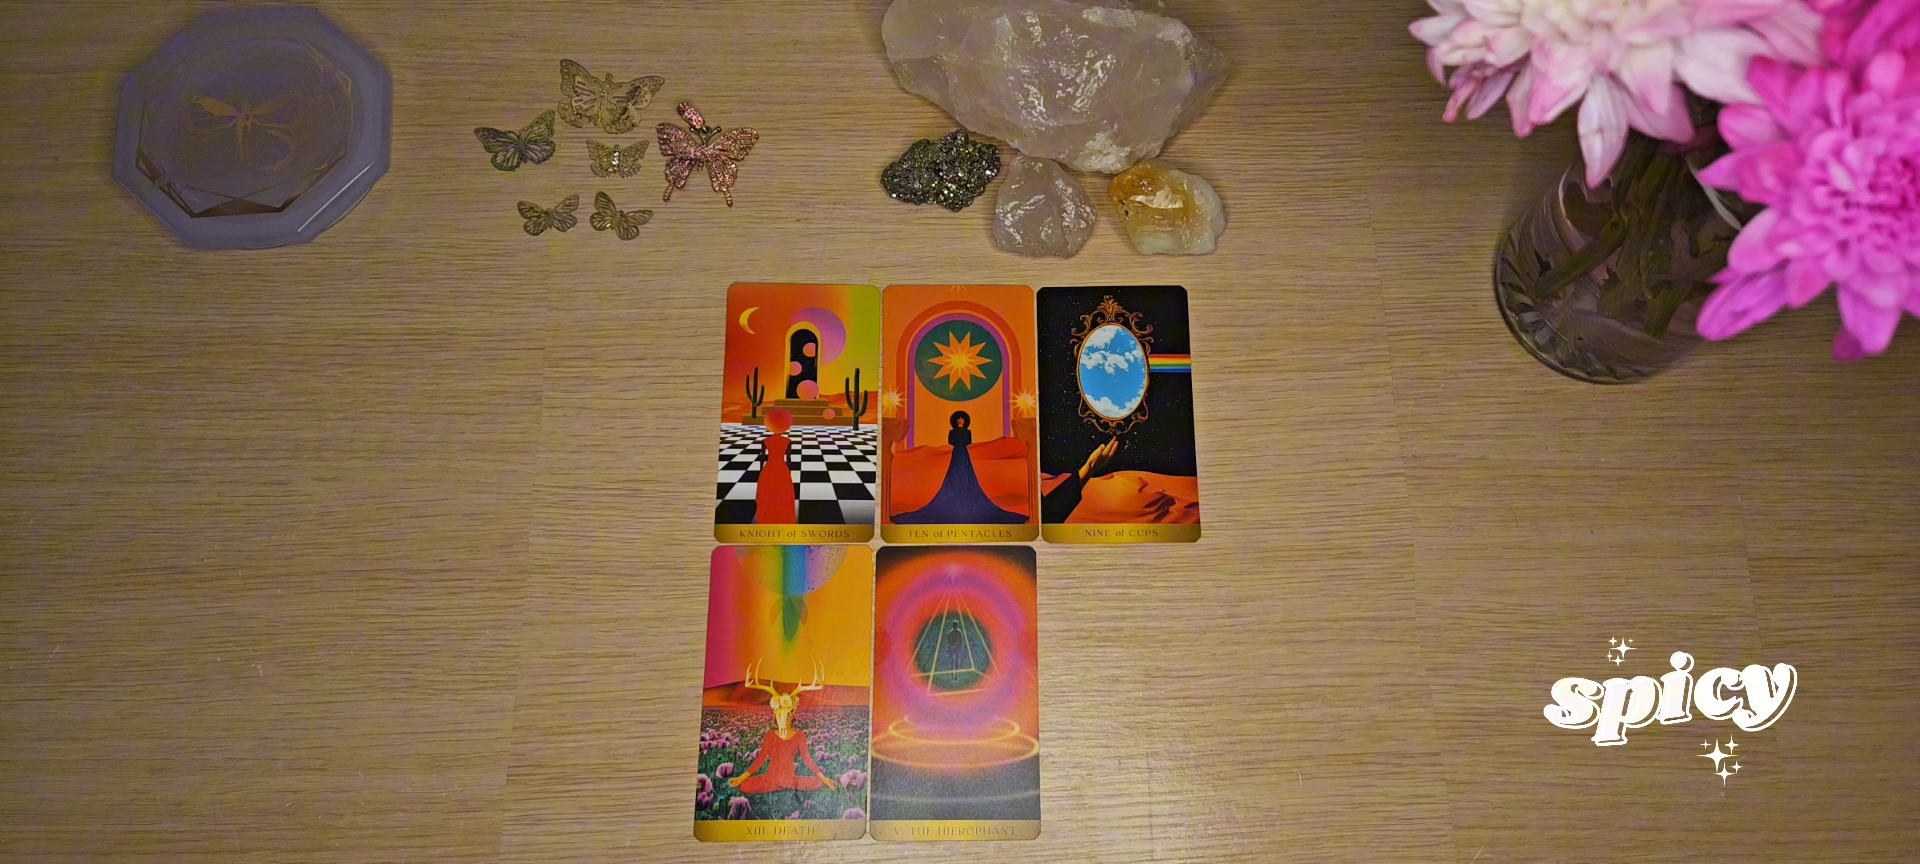 KNIGHT of SWORDS
TEN of PENTACLES
NINE of CUPS
XIII. DEATH
V. THE HIEROPHANT
spicy